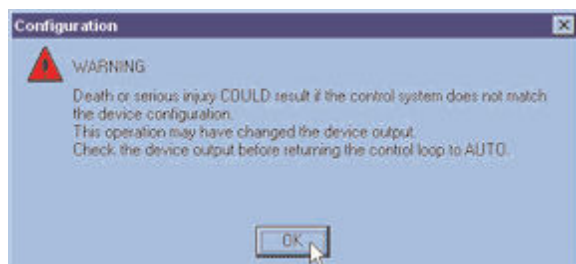 Configuration
WARNING
Death or serious injury COULD result if the control system does not match
the device configuration.
This operation may have changed the device output.
Check the device output before returning the control loop to AUTO.
OK